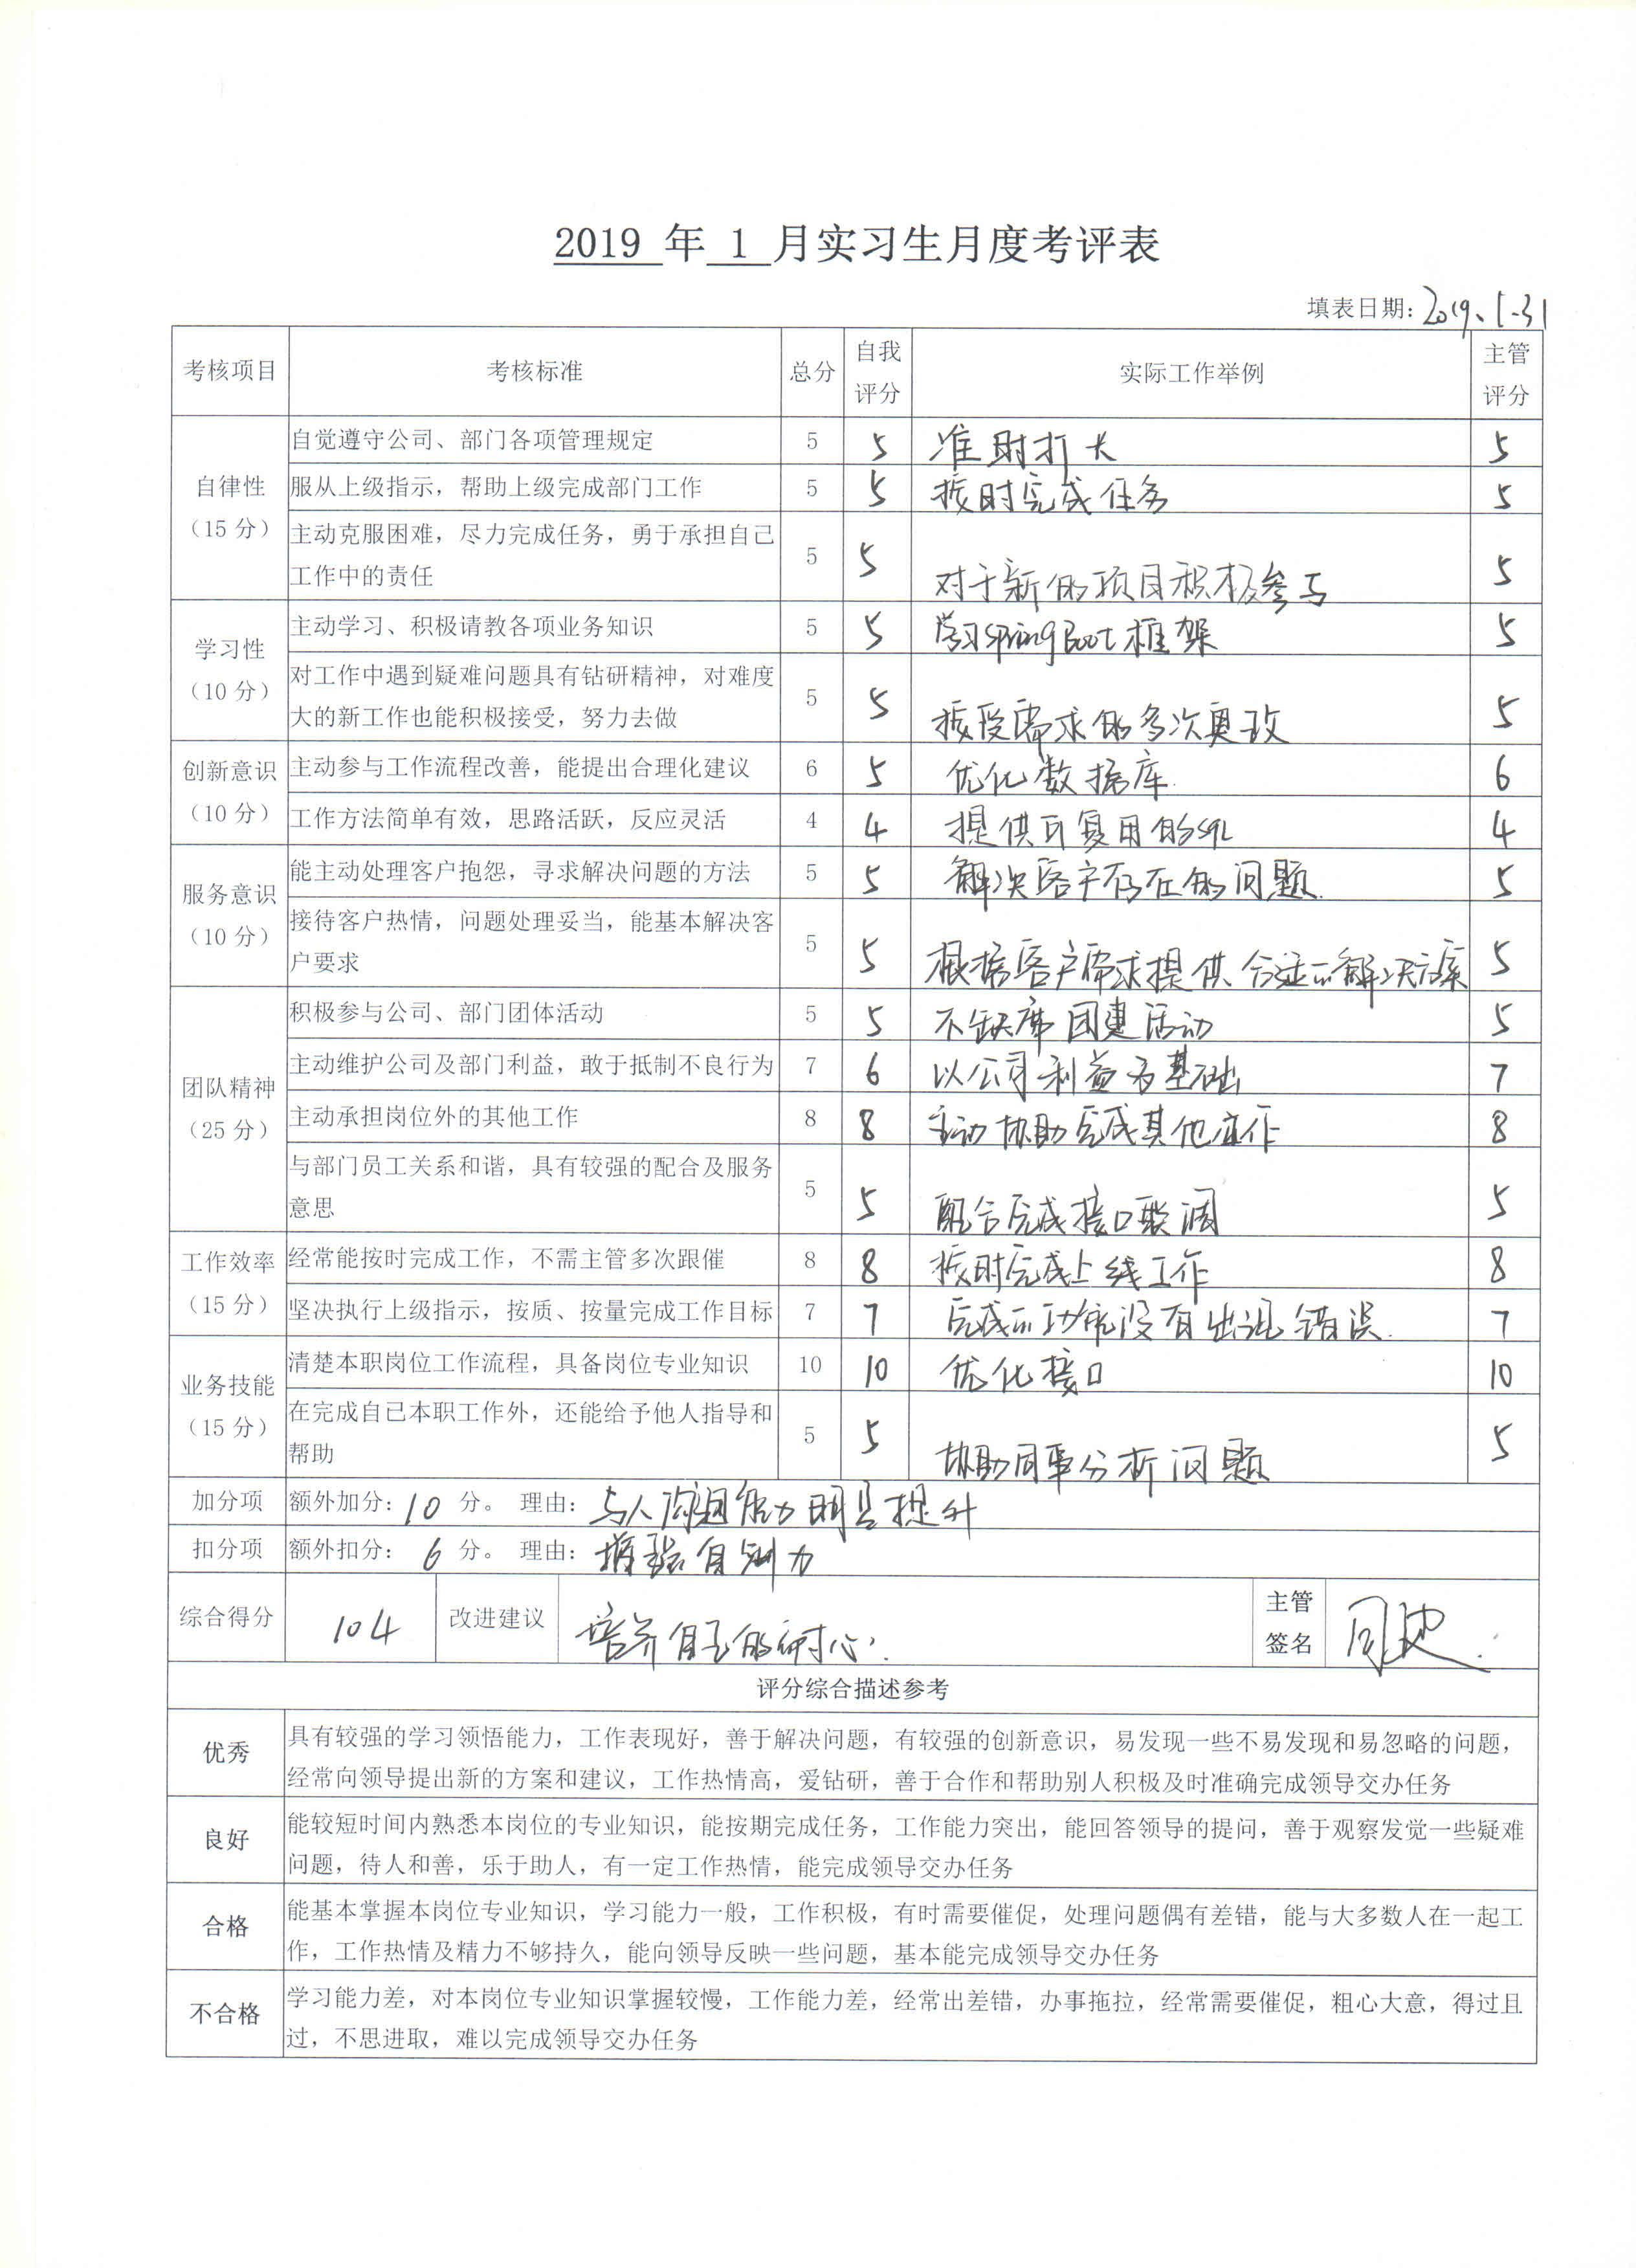 2019 年 1 月实习生月度考评表
填表日期：2019.1.31
考核项目 考核标准 总分 自我评分 实际工作举例 主管评分
自律性（15 分）
自觉遵守公司、部门各项管理规定 5 5 准时打卡 5
服从上级指示，帮助上级完成部门工作 5 5 按时完成任务 5
主动克服困难，尽力完成任务，勇于承担自己
工作中的责任 5 5 对于新的项目积极参与 5
学习性（10 分）
主动学习、积极请教各项业务知识 5 5 学习Spring Boot框架 5
对工作中遇到疑难问题具有钻研精神，对难度
大的新工作也能积极接受，努力去做 5 5 接受需求的多次更改 5
创新意识（10 分）
主动参与工作流程改善，能提出合理化建议 6 5 优化数据库. 6
工作方法简单有效，思路活跃，反应灵活 4 4 提供可复用的SQL 4
服务意识（10 分）
能主动处理客户抱怨，寻求解决问题的方法 5 5 解决客户存在的问题. 5
接待客户热情，问题处理妥当，能基本解决客
户要求 5 5 根据客户需求提供合适的解决方案 5
团队精神（25 分）
积极参与公司、部门团体活动 5 5 不缺席团建活动 5
主动维护公司及部门利益，敢于抵制不良行为 7 6 以公司利益为基础 7
主动承担岗位外的其他工作 8 8 主动协助完成其他工作 8
与部门员工关系和谐，具有较强的配合及服务
意思 5 5 配合完成接口联调 5
工作效率（15 分）
经常能按时完成工作，不需主管多次跟催 8 8 按时完成上线工作 8
坚决执行上级指示，按质、按量完成工作目标 7 7 完成的功能没有出现错误. 7
业务技能（15 分）
清楚本职岗位工作流程，具备岗位专业知识 10 10 优化接口 10
在完成自已本职工作外，还能给予他人指导和
帮助 5 5 协助同事分析问题 5
加分项 额外加分：10 分。 理由：与人沟通能力明显提升
扣分项 额外扣分：6 分。 理由：增强自制力
综合得分 104 改进建议 培养自己的耐心. 主管签名
评分综合描述参考
优秀
具有较强的学习领悟能力，工作表现好，善于解决问题，有较强的创新意识，易发现一些不易发现和易忽略的问题，
经常向领导提出新的方案和建议，工作热情高，爱钻研，善于合作和帮助别人积极及时准确完成领导交办任务
良好
能较短时间内熟悉本岗位的专业知识，能按期完成任务，工作能力突出，能回答领导的提问，善于观察发觉一些疑难
问题，待人和善，乐于助人，有一定工作热情，能完成领导交办任务
合格
能基本掌握本岗位专业知识，学习能力一般，工作积极，有时需要催促，处理问题偶有差错，能与大多数人在一起工
作，工作热情及精力不够持久，能向领导反映一些问题，基本能完成领导交办任务
不合格
学习能力差，对本岗位专业知识掌握较慢，工作能力差，经常出差错，办事拖拉，经常需要催促，粗心大意，得过且
过，不思进取，难以完成领导交办任务